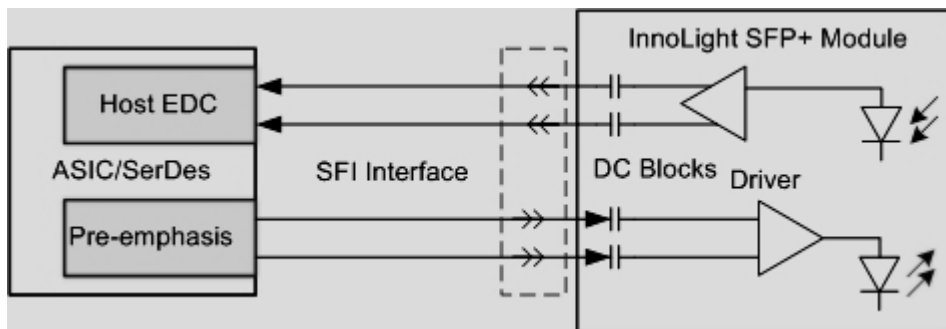 InnoLight SFP+ Module
Host EDC
ASIC/SerDes
SFI Interface
DC Blocks
Driver
Pre-emphasis